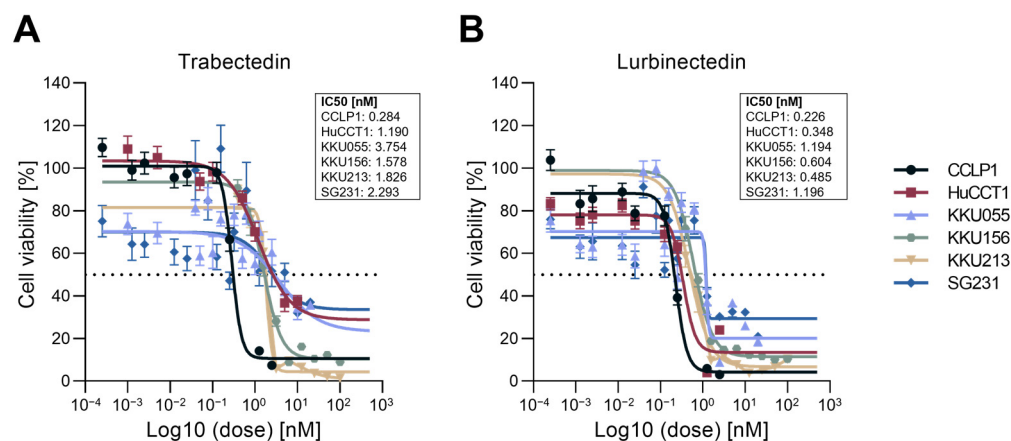 A
Trabectedin
Cell viability [%]
140
120
100
80
60
40
20
0
IC50 [nM]
CCLP1: 0.284
HuCCT1: 1.190
KKU055: 3.754
KKU156: 1.578
KKU213: 1.826
SG231: 2.293
10⁻⁴ 10⁻³ 10⁻² 10⁻¹ 10⁰ 10¹ 10² 10³
Log10 (dose) [nM]
B
Lurbinectedin
Cell viability [%]
140
120
100
80
60
40
20
0
IC50 [nM]
CCLP1: 0.226
HuCCT1: 0.348
KKU055: 1.194
KKU156: 0.604
KKU213: 0.485
SG231: 1.196
10⁻⁴ 10⁻³ 10⁻² 10⁻¹ 10⁰ 10¹ 10² 10³
Log10 (dose) [nM]
CCLP1
HuCCT1
KKU055
KKU156
KKU213
SG231